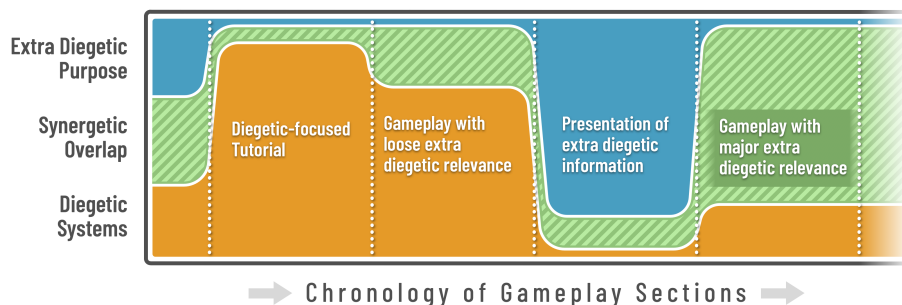 Extra Diegetic
Purpose
Synergetic
Overlap
Diegetic
Systems
Diegetic-focused
Tutorial
Gameplay with
loose extra
diegetic relevance
Presentation of
extra diegetic
information
Gameplay with
major extra
diegetic relevance
Chronology of Gameplay Sections